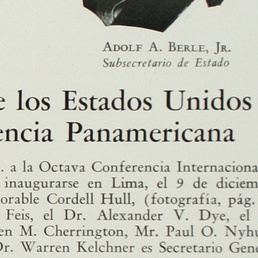 ADOLF A. BERLE, JR.
Subsecretario de Estado
e los Estados Unidos
encia Panamericana
. a la Octava Conferencia Internaciona
inaugurarse en Lima, el 9 de diciem
orable Cordell Hull, (fotografía, pág.
Feis, el Dr. Alexander V. Dye, el
en M. Cherrington, Mr. Paul O. Nyhu
Dr. Warren Kelchner es Secretario Gene